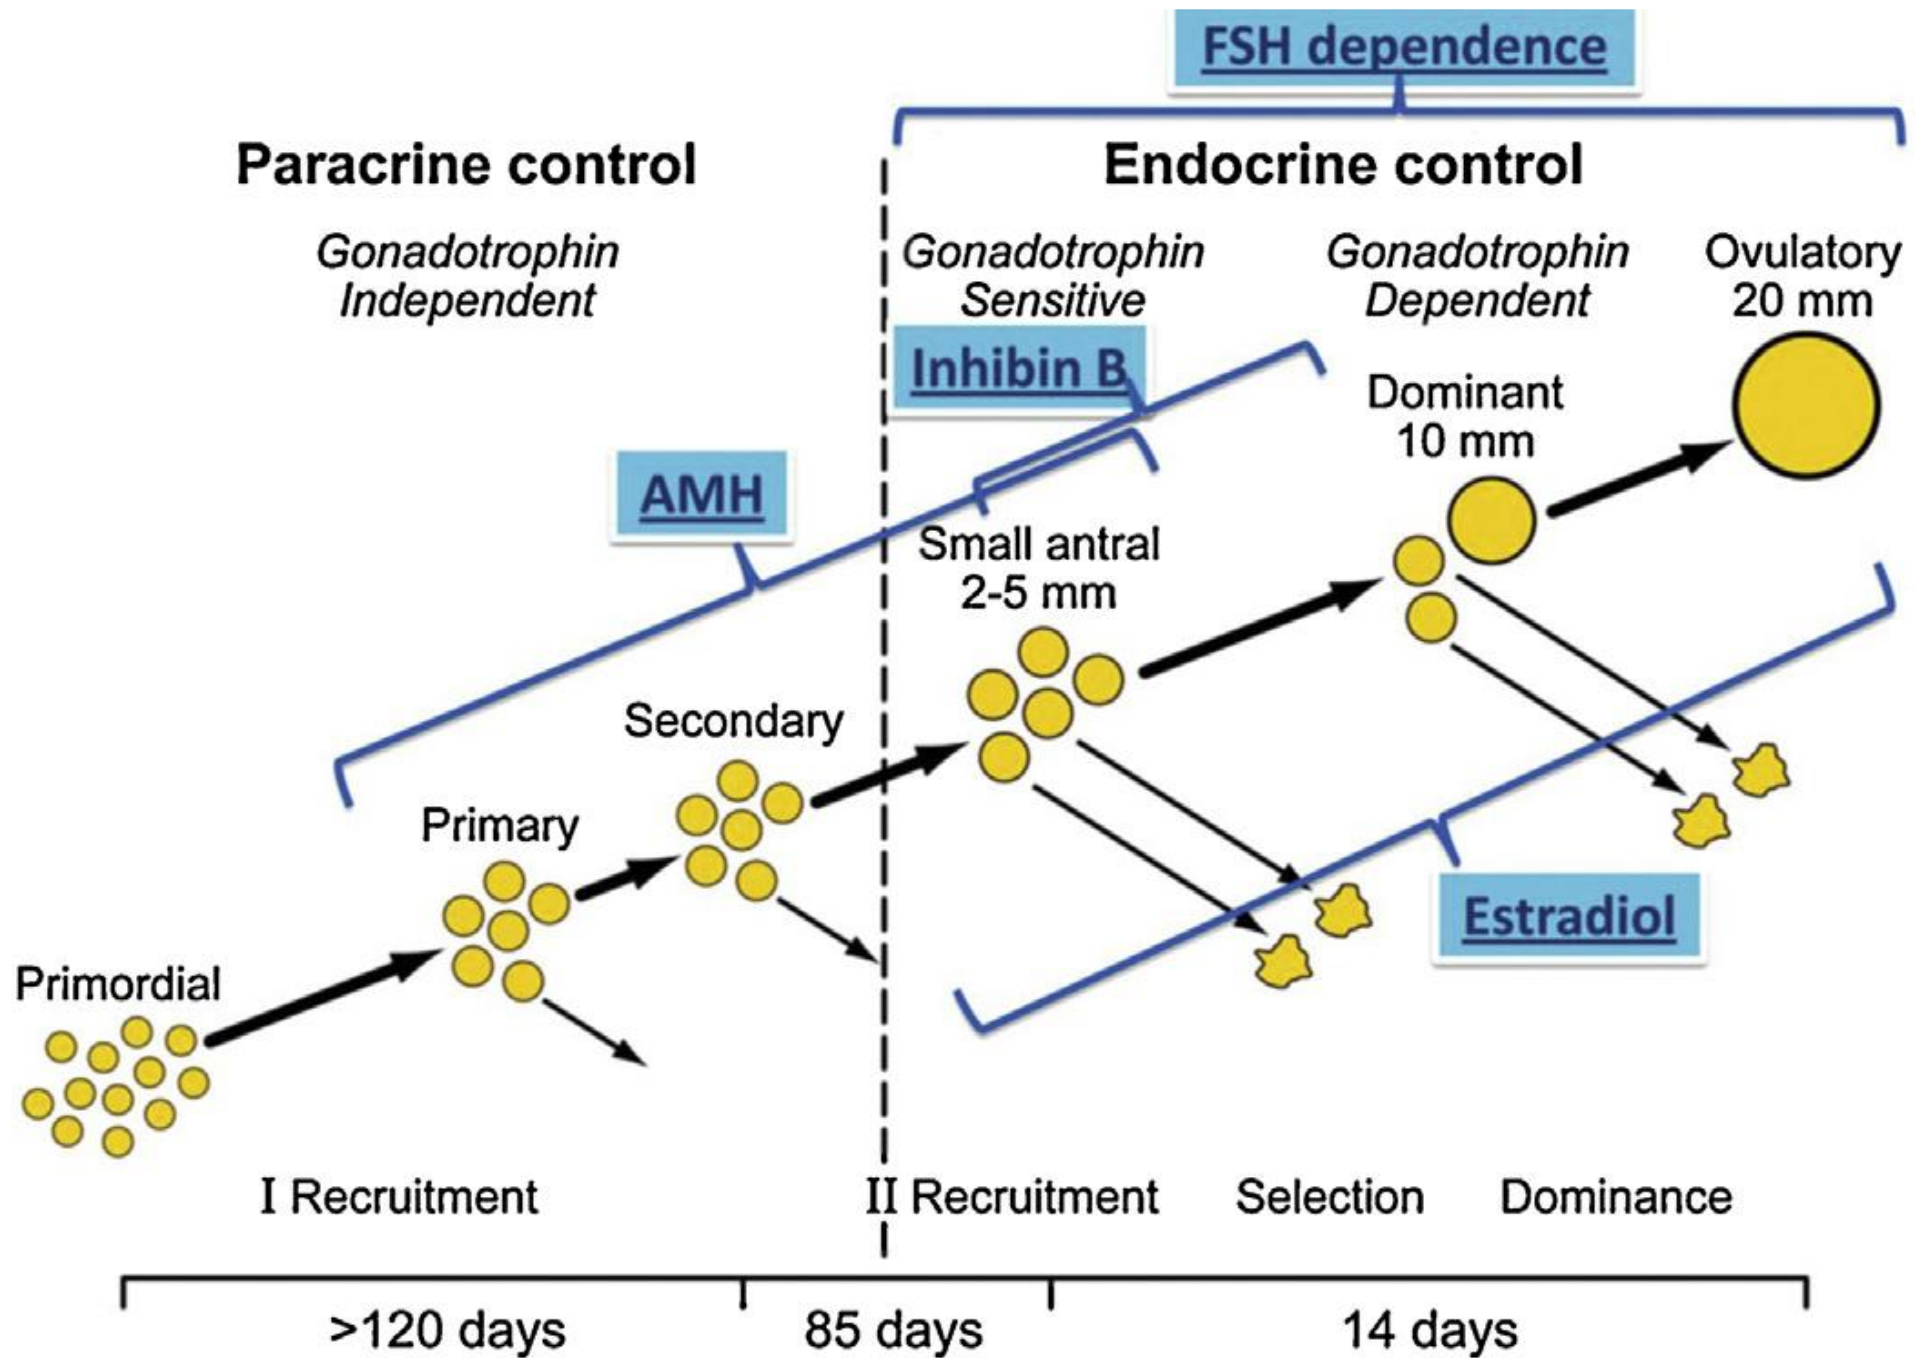 FSH dependence
Paracrine control
Endocrine control
Gonadotrophin
Independent
Gonadotrophin
Sensitive
Gonadotrophin
Dependent
Ovulatory
20 mm
Inhibin B
Dominant
10 mm
AMH
Small antral
2-5 mm
Secondary
Primary
Estradiol
Primordial
I Recruitment
II Recruitment
Selection
Dominance
>120 days
85 days
14 days